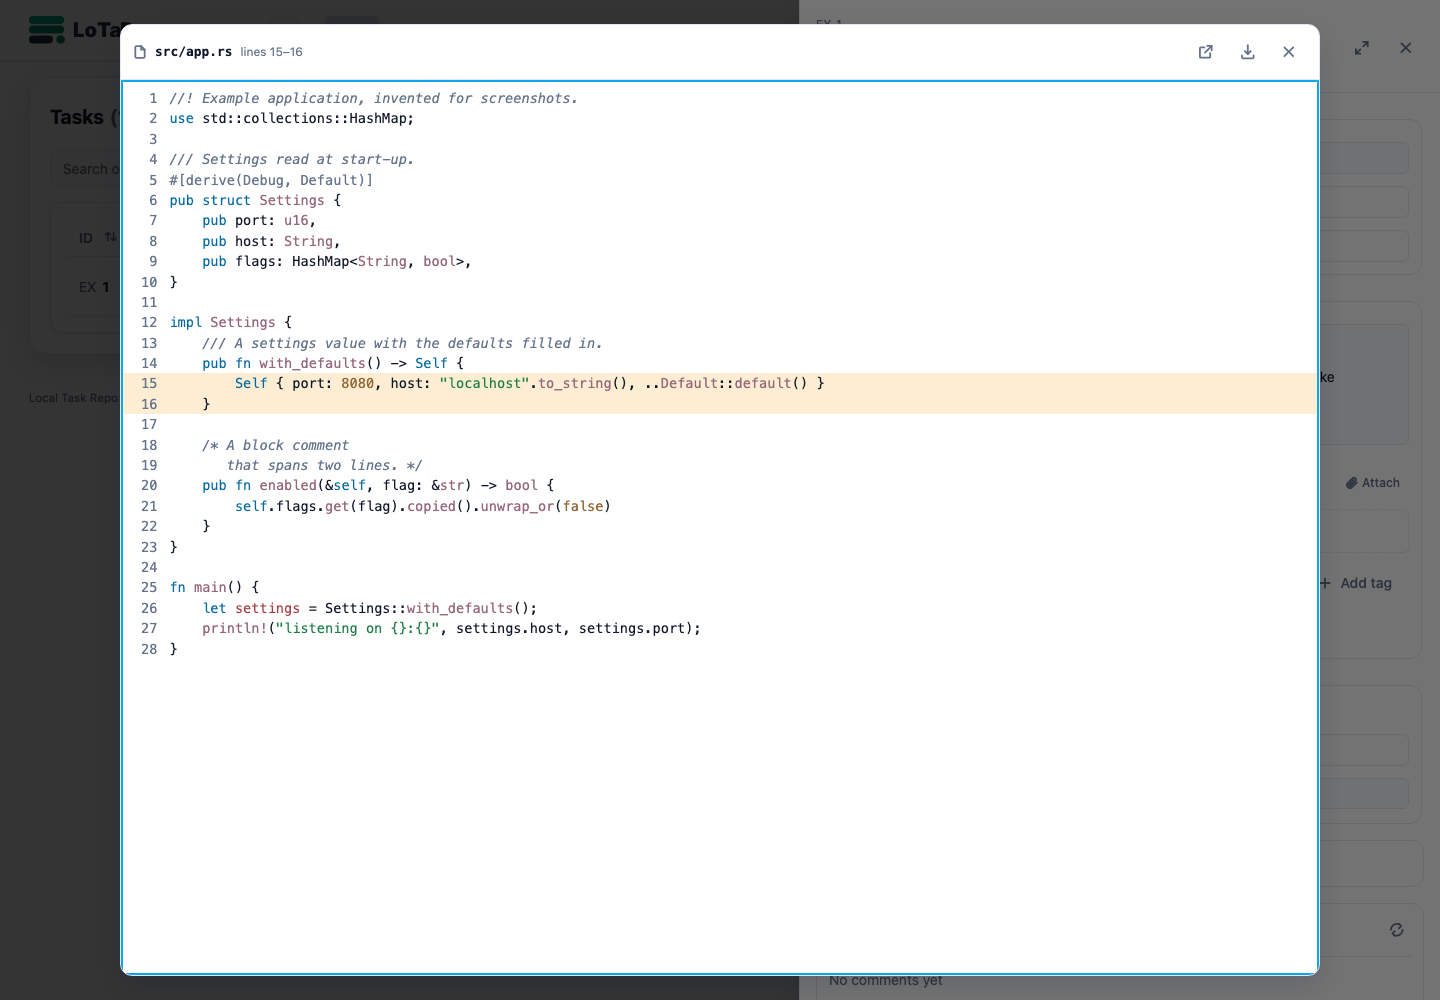 src/app.rs lines 15–16
1 //! Example application, invented for screenshots.
2 use std::collections::HashMap;
3
4 /// Settings read at start-up.
5 #[derive(Debug, Default)]
6 pub struct Settings {
7     pub port: u16,
8     pub host: String,
9     pub flags: HashMap<String, bool>,
10 }
11
12 impl Settings {
13     /// A settings value with the defaults filled in.
14     pub fn with_defaults() -> Self {
15         Self { port: 8080, host: "localhost".to_string(), ..Default::default() }
16     }
17
18     /* A block comment
19        that spans two lines. */
20     pub fn enabled(&self, flag: &str) -> bool {
21         self.flags.get(flag).copied().unwrap_or(false)
22     }
23 }
24
25 fn main() {
26     let settings = Settings::with_defaults();
27     println!("listening on {}:{}", settings.host, settings.port);
28 }
Tasks
Search
ID
EX 1
Local Task Repo
EX 1
Attach
Add tag
No comments yet